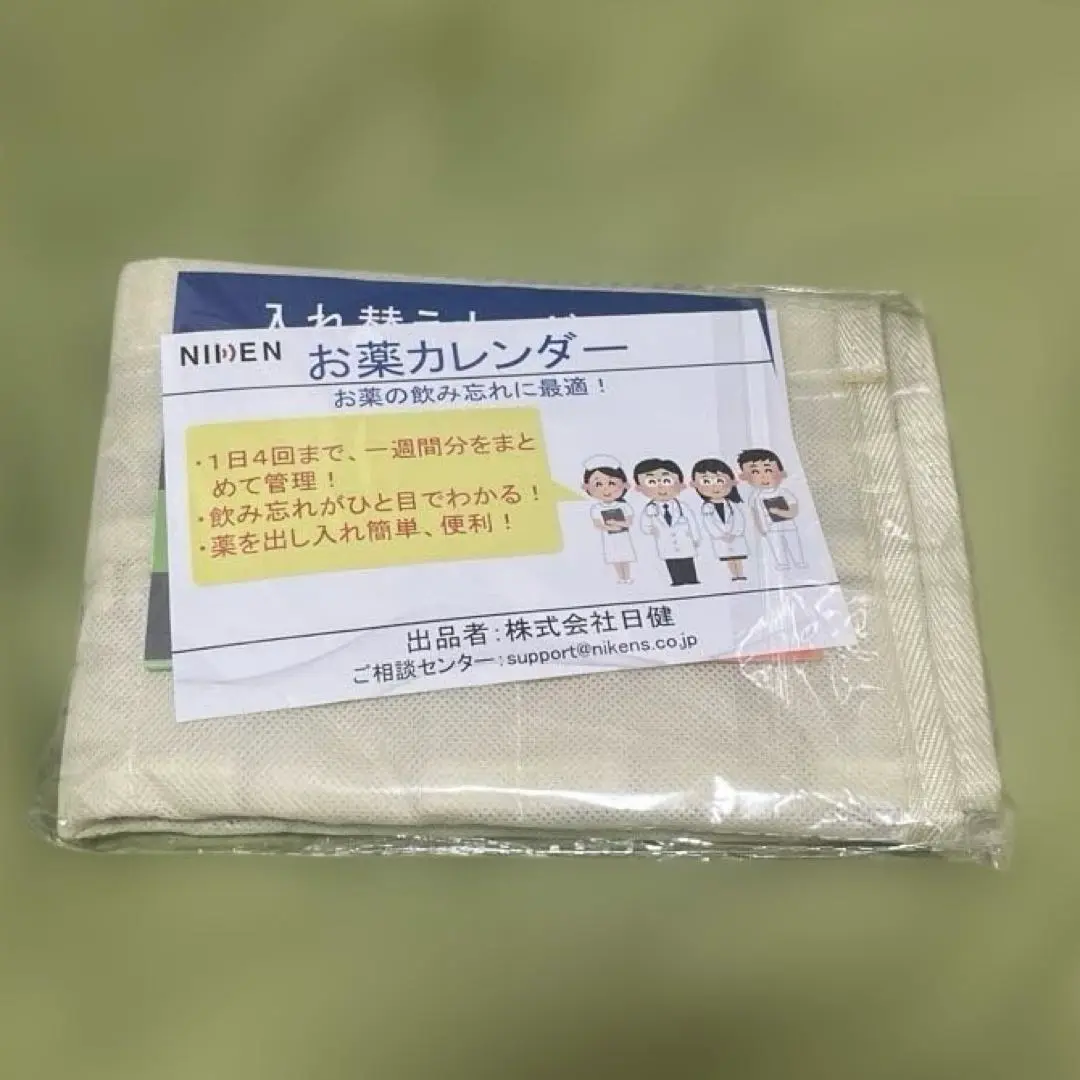 入れ替え
NIDEN
お薬カレンダー
お薬の飲み忘れに最適！
・1日4回まで、一週間分をまと
めて管理！
・飲み忘れがひと目でわかる！
・薬を出し入れ簡単、便利！
出品者：株式会社日健
ご相談センター：support@nikens.co.jp